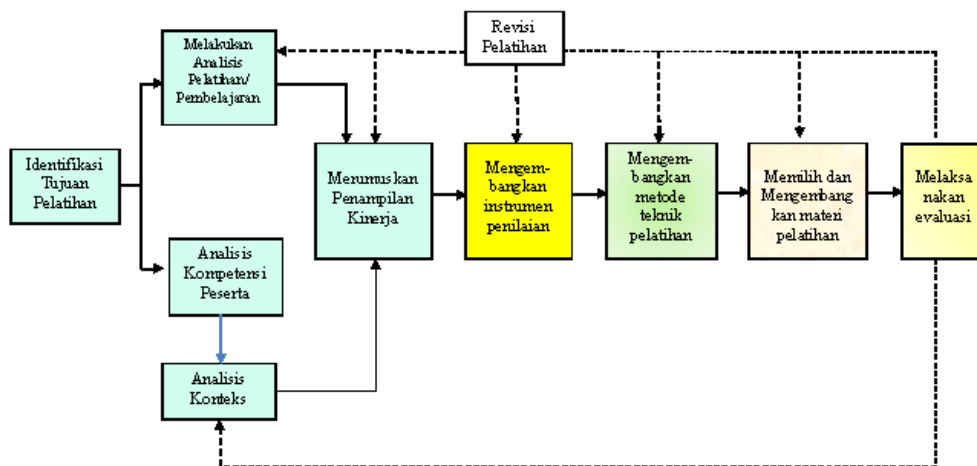 Revisi
Pelatihan
Melakukan
Analisis
Pelatihan/
Pembelajaran
Identifikasi
Tujuan
Pelatihan
Merumuskan
Penampilan
Kinerja
Mengem-
bangkan
instrumen
penilaian
Mengem-
bangkan
metode
teknik
pelatihan
Memilih dan
Mengembang
kan materi
pelatihan
Melaksa
nakan
evaluasi
Analisis
Kompetensi
Peserta
Analisis
Konteks